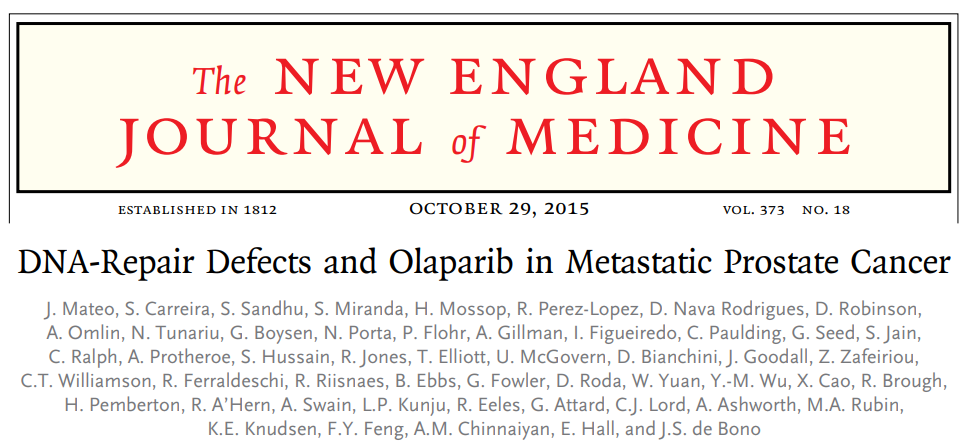 The NEW ENGLAND
JOURNAL of MEDICINE
ESTABLISHED IN 1812 OCTOBER 29, 2015 VOL. 373 NO. 18
DNA-Repair Defects and Olaparib in Metastatic Prostate Cancer
J. Mateo, S. Carreira, S. Sandhu, S. Miranda, H. Mossop, R. Perez-Lopez, D. Nava Rodrigues, D. Robinson,
A. Omlin, N. Tunariu, G. Boysen, N. Porta, P. Flohr, A. Gillman, I. Figueiredo, C. Paulding, G. Seed, S. Jain,
C. Ralph, A. Protheroe, S. Hussain, R. Jones, T. Elliott, U. McGovern, D. Bianchini, J. Goodall, Z. Zafeiriou,
C.T. Williamson, R. Ferraldeschi, R. Riisnaes, B. Ebbs, G. Fowler, D. Roda, W. Yuan, Y.-M. Wu, X. Cao, R. Brough,
H. Pemberton, R. A’Hern, A. Swain, L.P. Kunju, R. Eeles, G. Attard, C.J. Lord, A. Ashworth, M.A. Rubin,
K.E. Knudsen, F.Y. Feng, A.M. Chinnaiyan, E. Hall, and J.S. de Bono